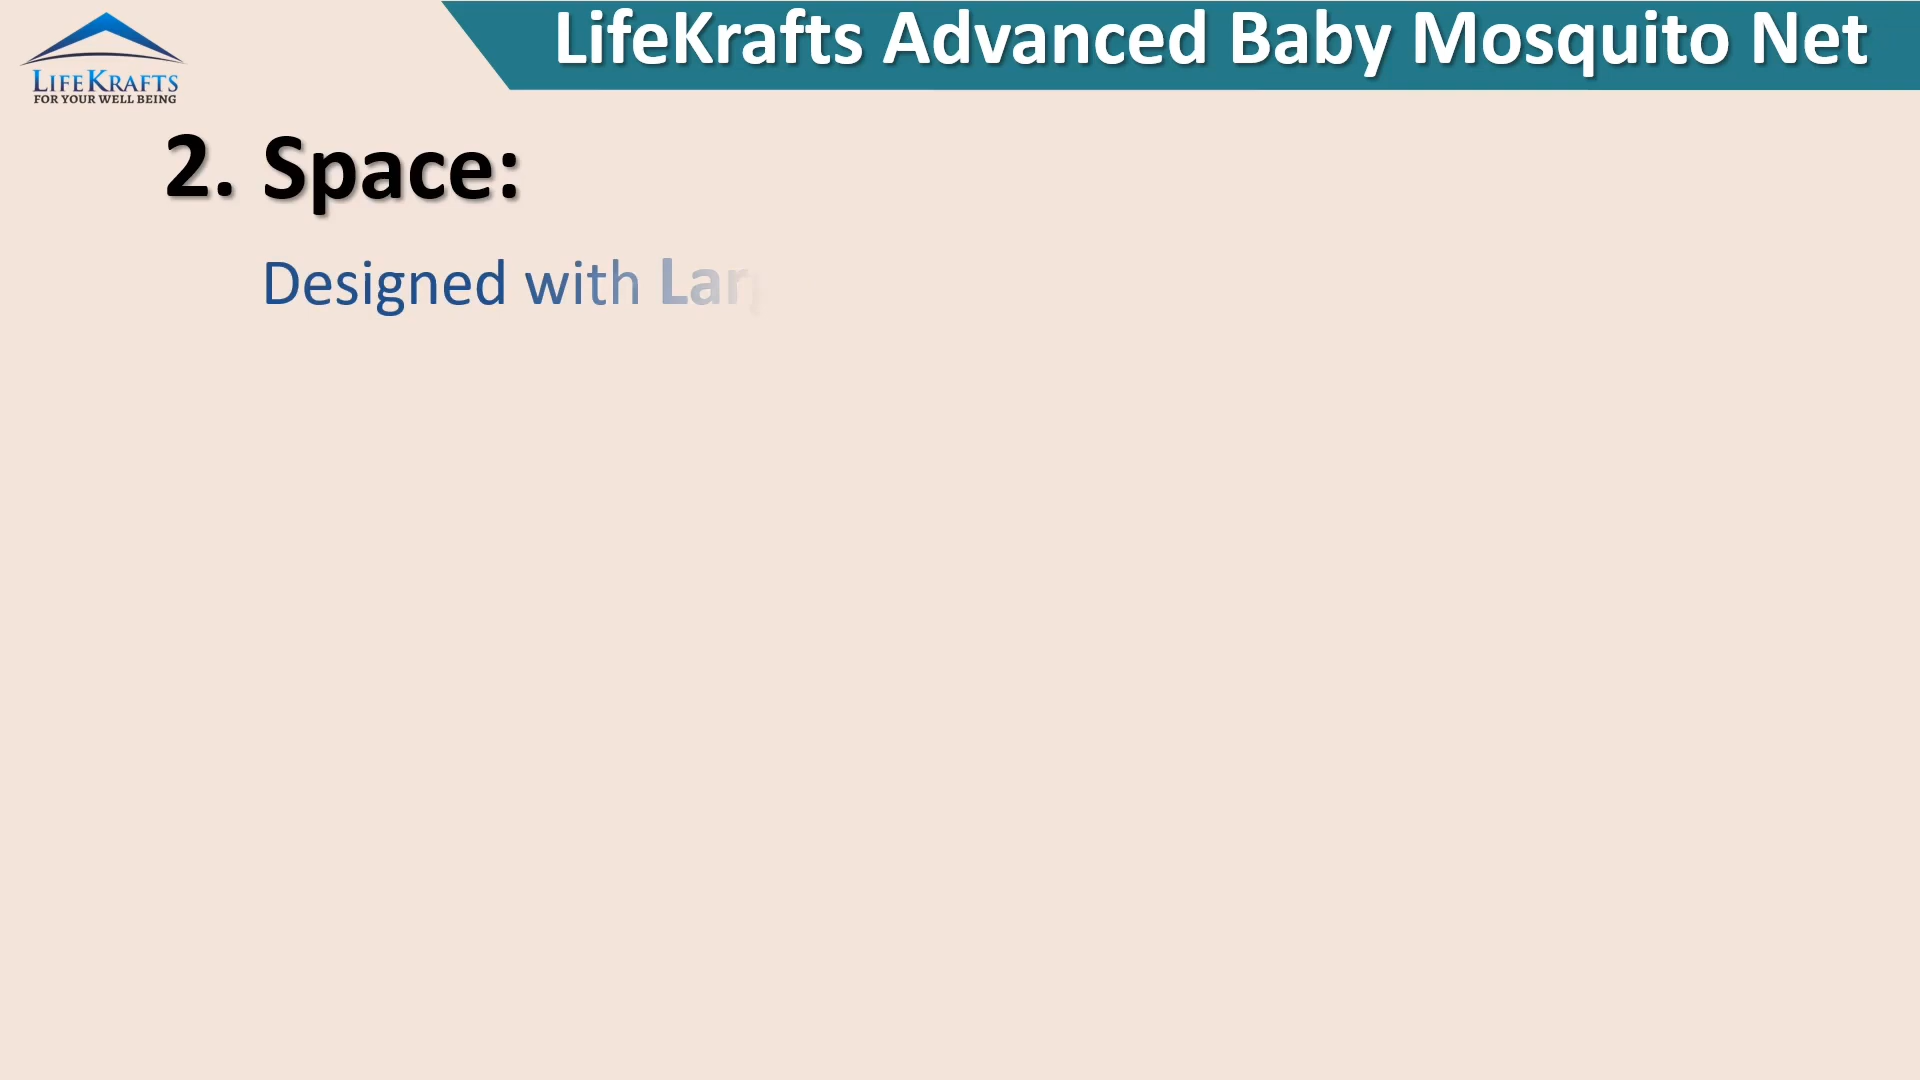 LifeKrafts Advanced Baby Mosquito Net
LIFEKRAFTS
FOR YOUR WELL BEING
2. Space:
Designed with